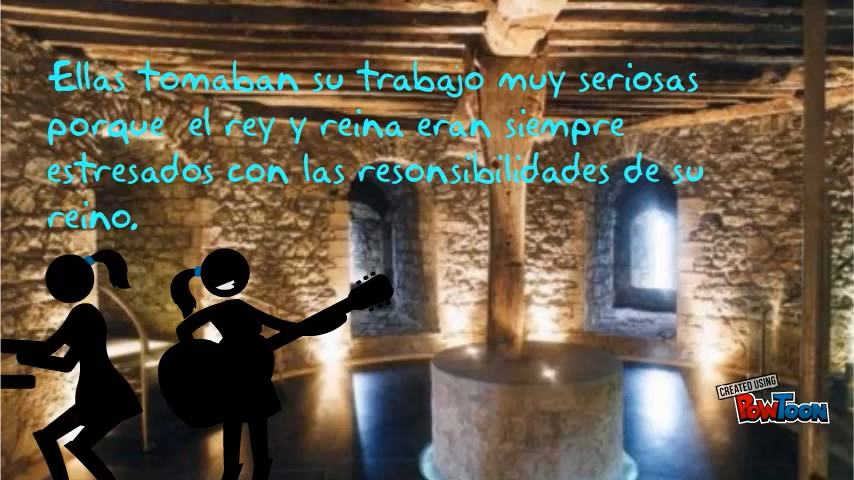 Ellas tomaban su trabajo muy seriosas
porque el rey y reina eran siempre
estresados con las resonsibilidades de su
reino.
CREATED USING
POWTOON